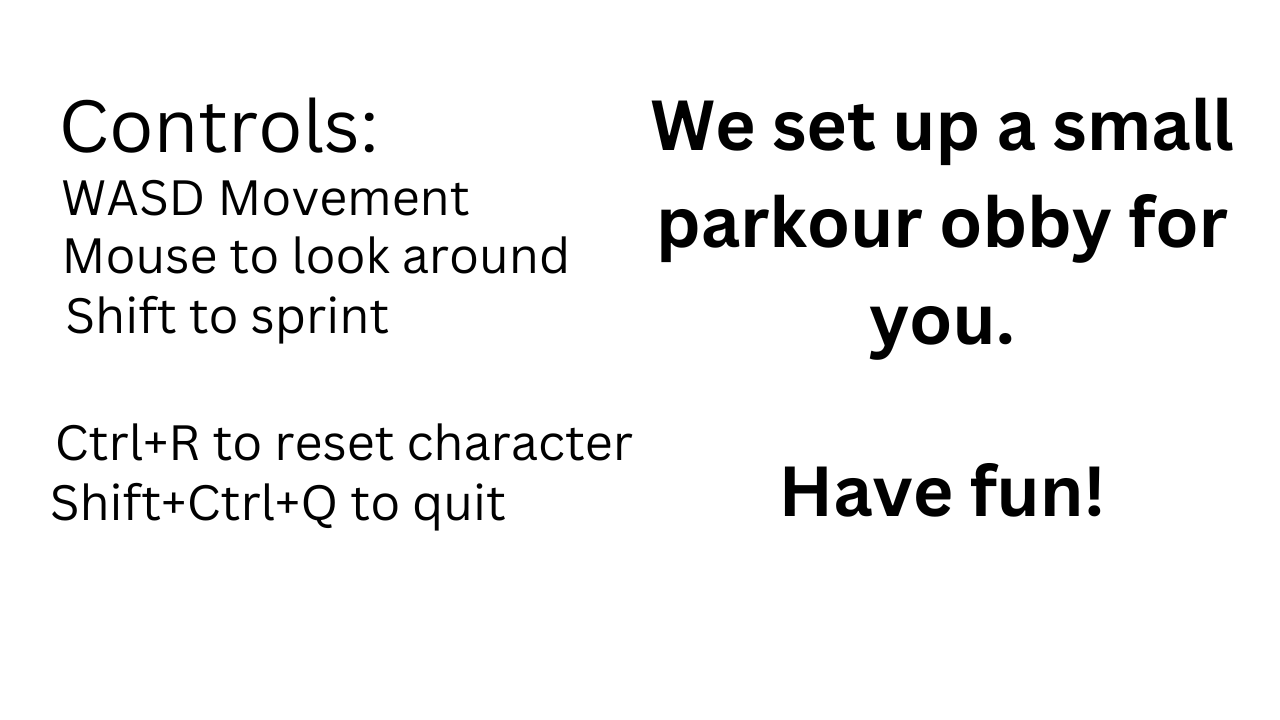 Controls:
WASD Movement
Mouse to look around
Shift to sprint
Ctrl+R to reset character
Shift+Ctrl+Q to quit
We set up a small
parkour obby for
you.
Have fun!